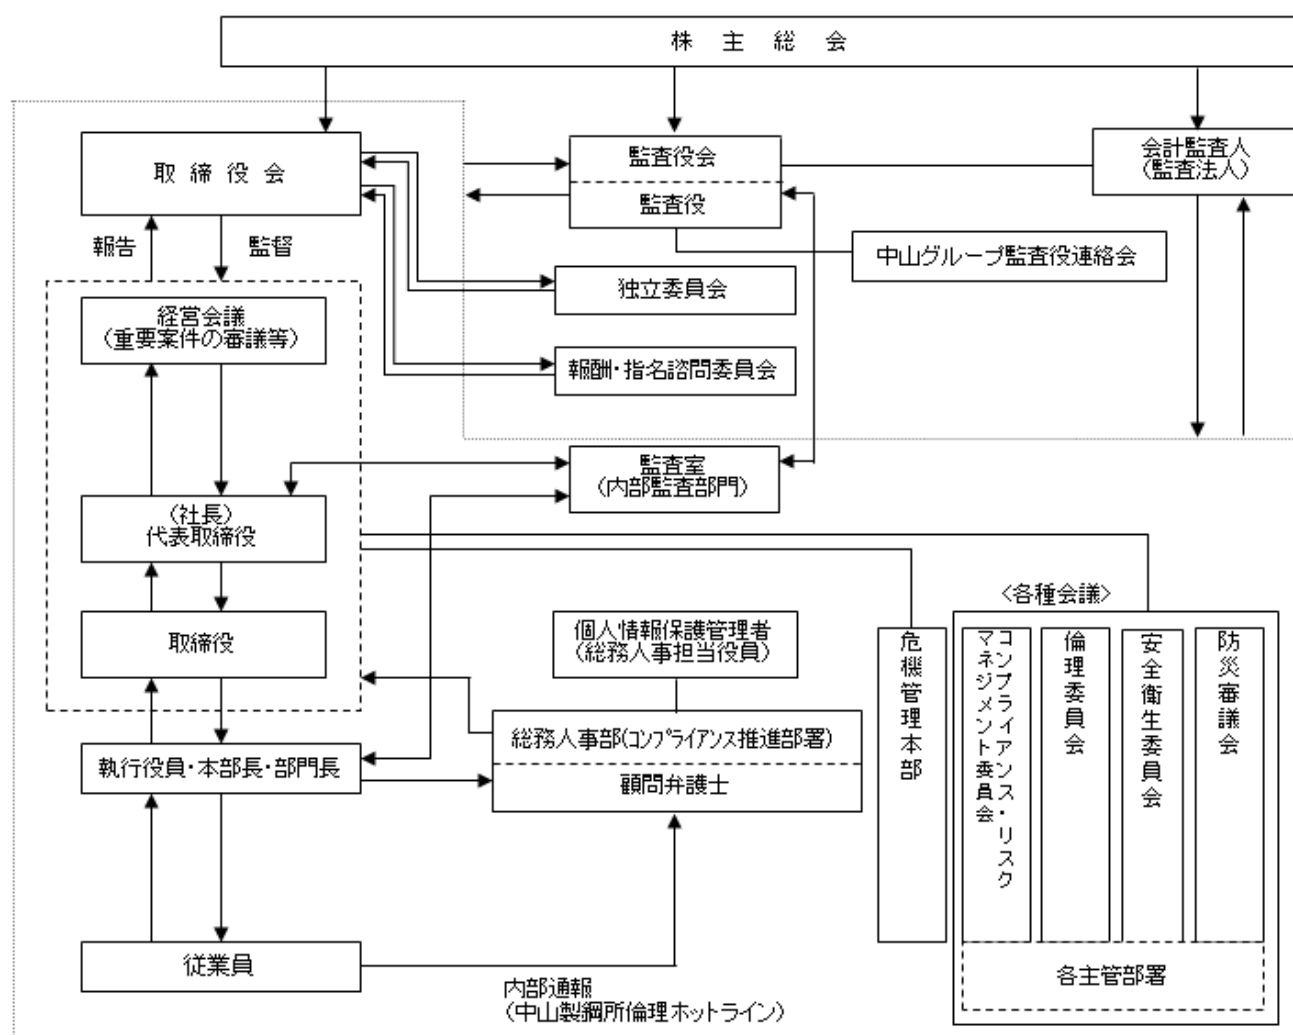 株主総会
取締役会
監査役会
監査役
会計監査人
(監査法人)
報告
監督
中山グループ監査役連絡会
独立委員会
経営会議
(重要案件の審議等)
報酬・指名諮問委員会
監査室
(内部監査部門)
(社長)
代表取締役
取締役
個人情報保護管理者
(総務人事担当役員)
<各種会議>
危機管理本部
コンプライアンス・リスク
マネジメント委員会
倫理委員会
安全衛生委員会
防災審議会
総務人事部(コンプライアンス推進部署)
顧問弁護士
執行役員・本部長・部門長
各主管部署
従業員
内部通報
(中山製鋼所倫理ホットライン)